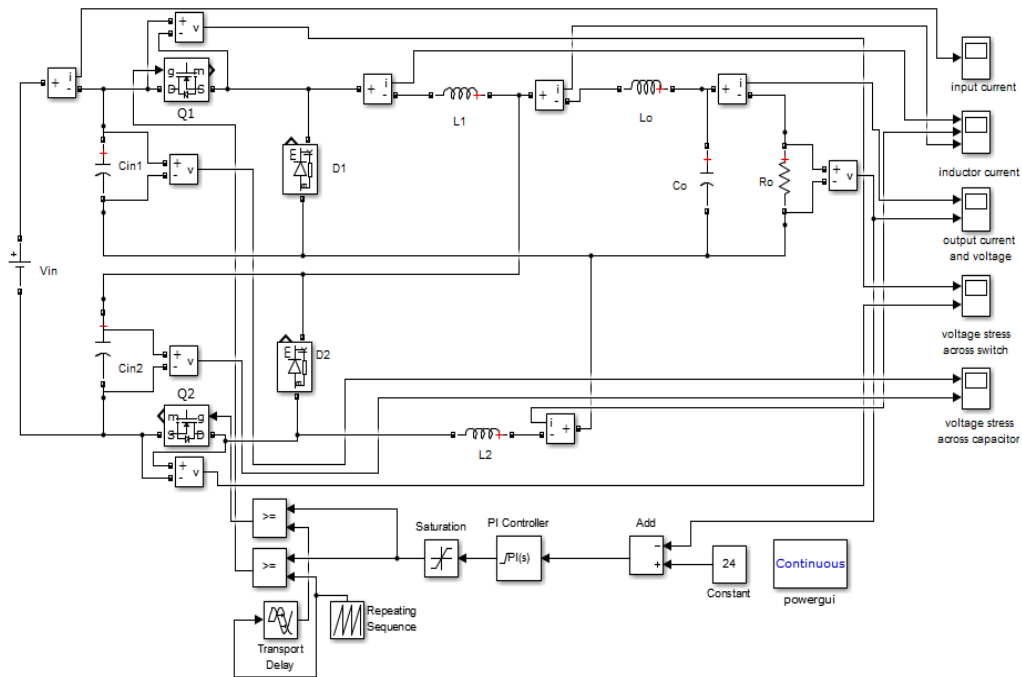 +
-
v
input current
+
i
-
g
m
D
S
Q1
+
i
-
L1
+
i
-
Lo
+
i
-
inductor current
+
Cin1
+
-
v
E
D1
+
Co
+
Ro
+
-
v
output current
and voltage
+
Vin
voltage stress
across switch
+
Cin2
+
-
v
E
D2
voltage stress
across capacitor
Q2
m
g
S
D
L2
+
i
-
+
+
-
v
>=
>=
Saturation
PI Controller
PI(s)
Add
-
+
24
Constant
Continuous
powergui
Repeating
Sequence
Transport
Delay